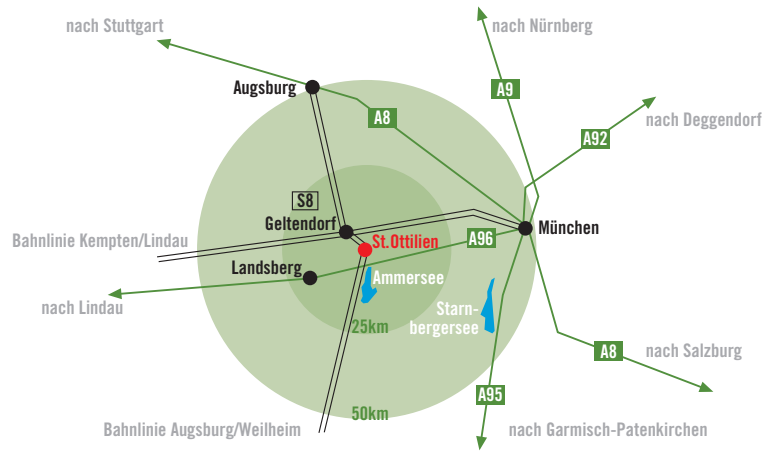 nach Stuttgart
nach Nürnberg
Augsburg
A9
A8
nach Deggendorf
A92
S8
Geltendorf
München
Bahnlinie Kempten/Lindau
St.Ottilien
A96
Landsberg
Ammersee
nach Lindau
Starn-
bergersee
25km
A8
nach Salzburg
A95
50km
Bahnlinie Augsburg/Weilheim
nach Garmisch-Patenkirchen